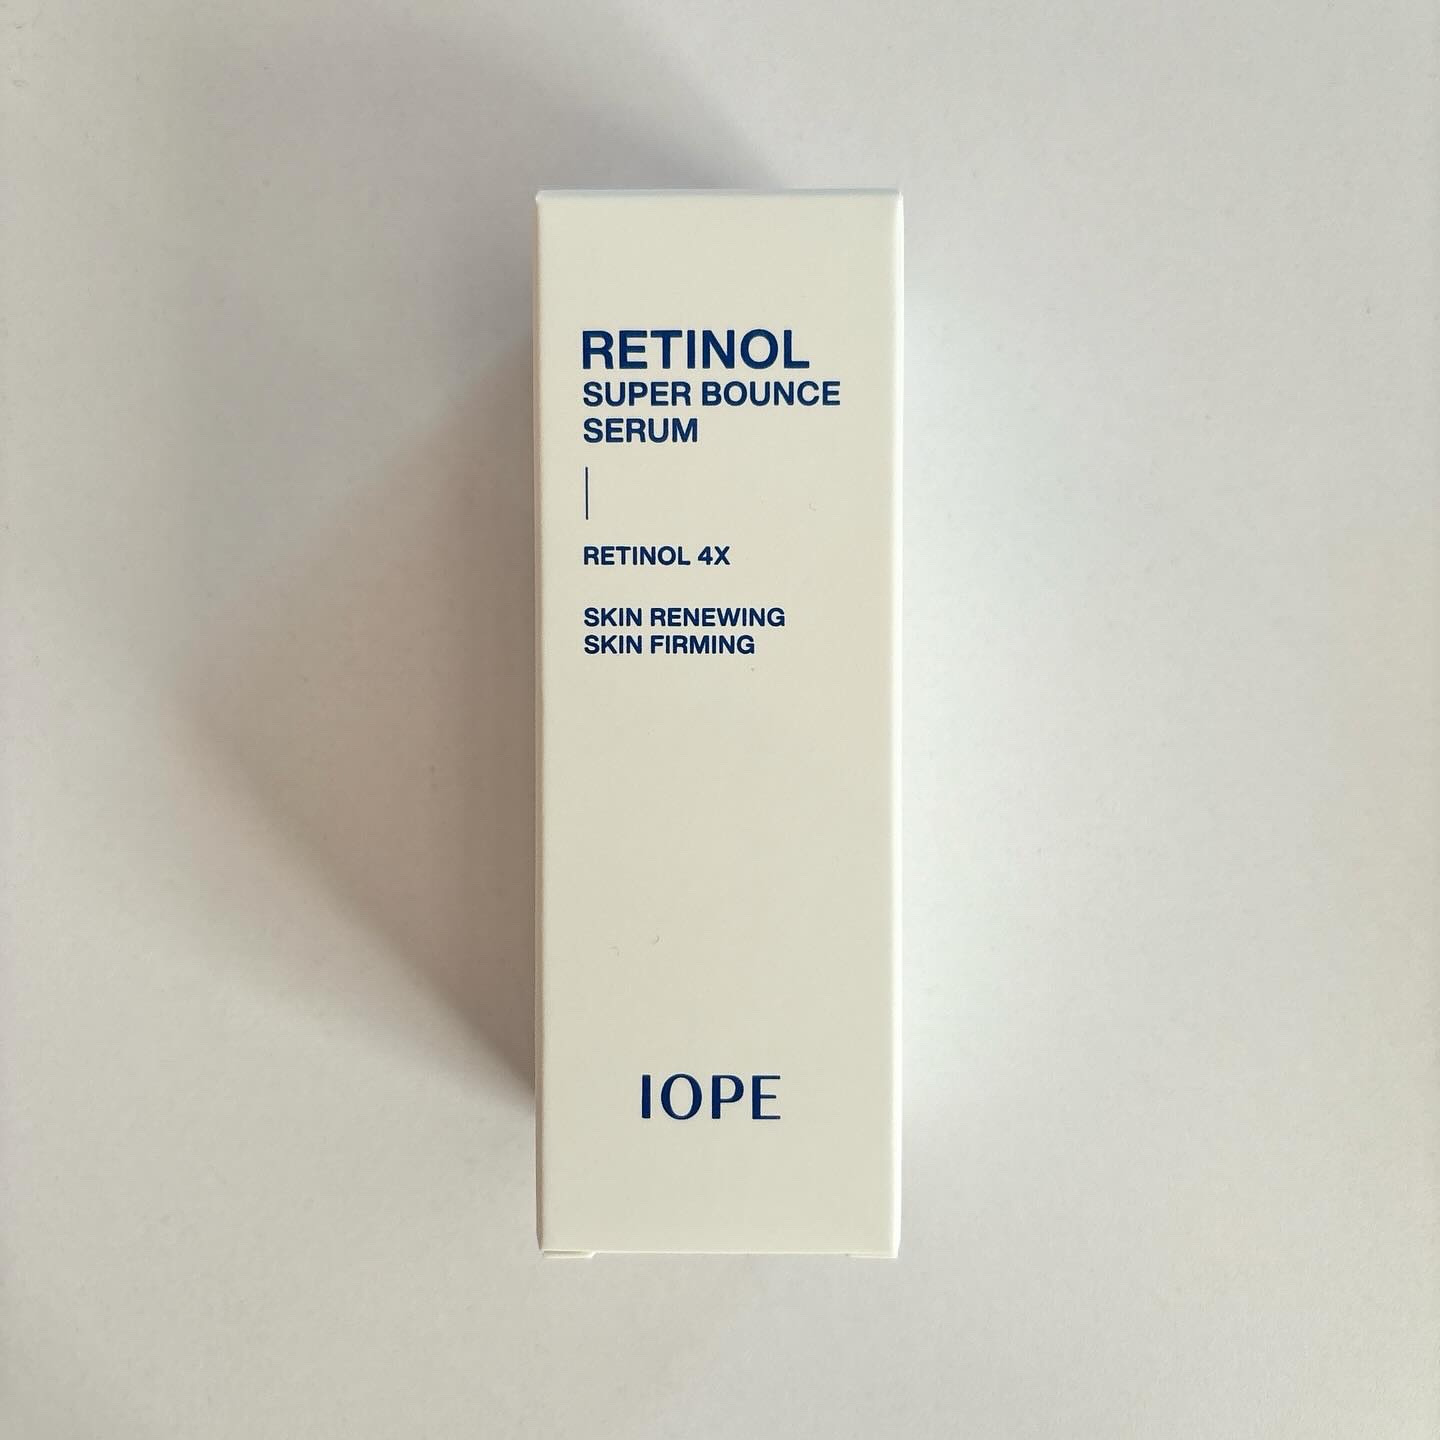 RETINOL
SUPER BOUNCE
SERUM
RETINOL 4X
SKIN RENEWING
SKIN FIRMING
IOPE